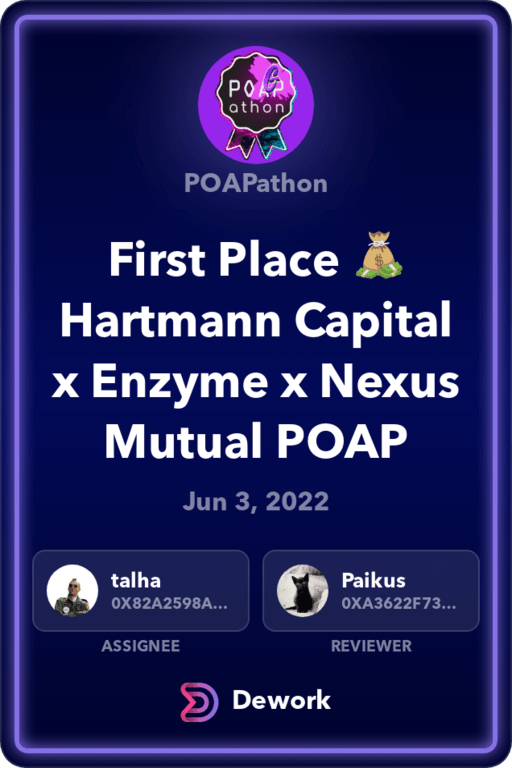 POAP
athon
POAPathon
First Place 💰
Hartmann Capital
x Enzyme x Nexus
Mutual POAP
Jun 3, 2022
talha
0X82A2598A...
ASSIGNEE
Paikus
0XA3622F73...
REVIEWER
Dework